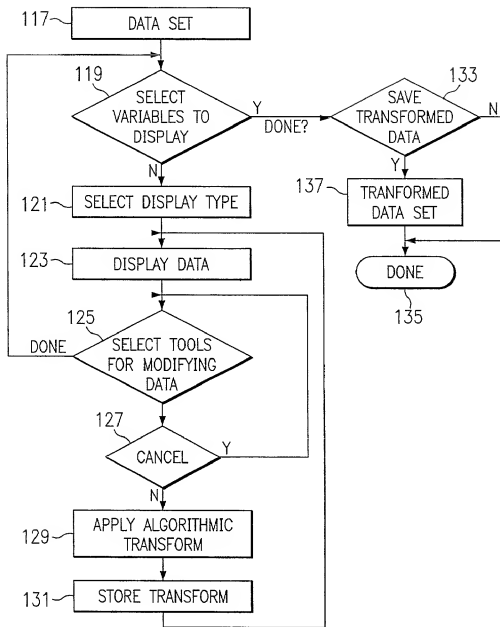 117
DATA SET
119
SELECT
VARIABLES TO
DISPLAY
Y
DONE?
N
133
SAVE
TRANSFORMED
DATA
N
Y
137
TRANFORMED
DATA SET
DONE
135
121
SELECT DISPLAY TYPE
123
DISPLAY DATA
125
DONE
SELECT TOOLS
FOR MODIFYING
DATA
127
CANCEL
Y
N
129
APPLY ALGORITHMIC
TRANSFORM
131
STORE TRANSFORM